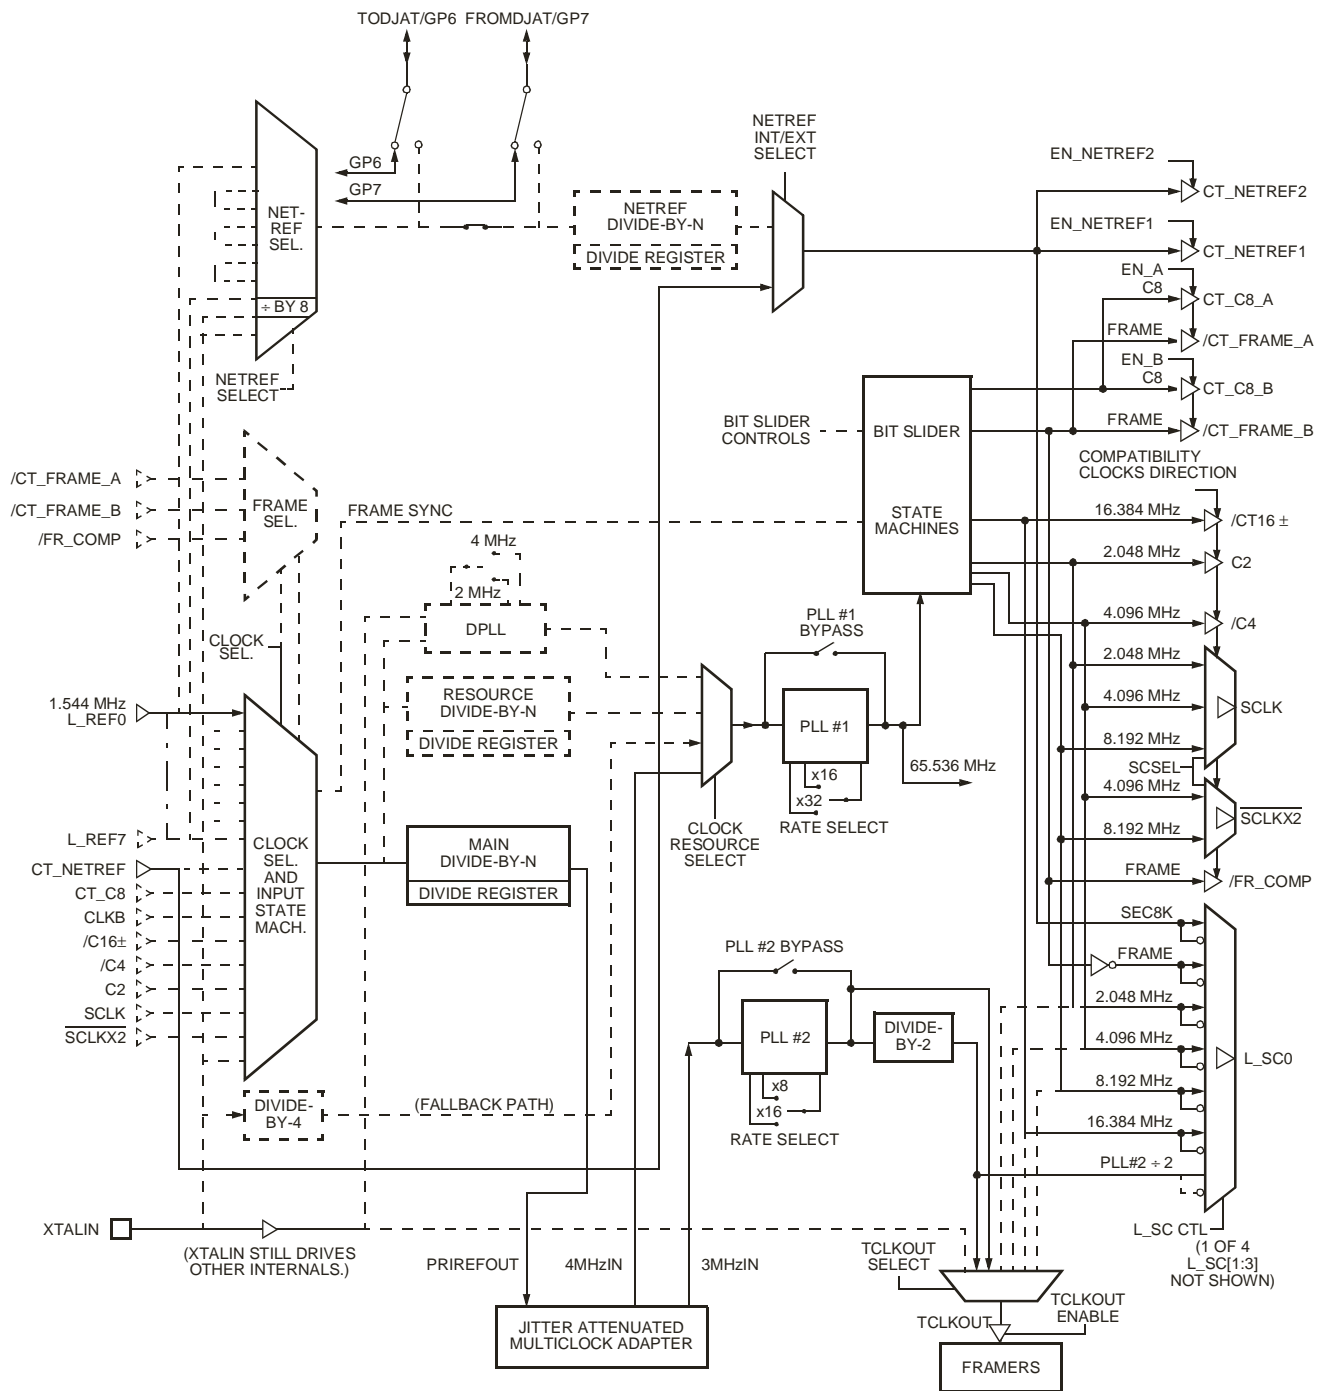 TODJAT/GP6 FROMDJAT/GP7
NETREF
INT/EXT
SELECT
GP6
GP7
NET-
REF
SEL.
÷ BY 8
NETREF
SELECT
NETREF
DIVIDE-BY-N
DIVIDE REGISTER
EN_NETREF2
CT_NETREF2
EN_NETREF1
CT_NETREF1
EN_A
C8
CT_C8_A
FRAME
/CT_FRAME_A
EN_B
C8
CT_C8_B
FRAME
/CT_FRAME_B
BIT SLIDER
CONTROLS
BIT SLIDER
STATE
MACHINES
COMPATIBILITY
CLOCKS DIRECTION
/CT_FRAME_A
/CT_FRAME_B
/FR_COMP
FRAME
SEL.
FRAME SYNC
4 MHz
2 MHz
DPLL
CLOCK
SEL.
16.384 MHz
/CT16 ±
2.048 MHz
C2
4.096 MHz
/C4
2.048 MHz
4.096 MHz
SCLK
8.192 MHz
SCSEL
4.096 MHz
SCLKX2
8.192 MHz
FRAME
/FR_COMP
PLL #1
BYPASS
PLL #1
65.536 MHz
x16
x32
RATE SELECT
RESOURCE
DIVIDE-BY-N
DIVIDE REGISTER
CLOCK
RESOURCE
SELECT
1.544 MHz
L_REF0
L_REF7
CT_NETREF
CT_C8
CLKB
/C16±
/C4
C2
SCLK
SCLKX2
CLOCK
SEL.
AND
INPUT
STATE
MACH.
MAIN
DIVIDE-BY-N
DIVIDE REGISTER
PLL #2 BYPASS
PLL #2
DIVIDE-
BY-2
x8
x16
RATE SELECT
DIVIDE-
BY-4
(FALLBACK PATH)
SEC8K
FRAME
2.048 MHz
4.096 MHz
L_SC0
8.192 MHz
16.384 MHz
PLL#2 ÷ 2
L_SC CTL
(1 OF 4
L_SC[1:3]
NOT SHOWN)
XTALIN
(XTALIN STILL DRIVES
OTHER INTERNALS.)
PRIREFOUT
4MHzIN
3MHzIN
TCLKOUT
SELECT
TCLKOUT
TCLKOUT
ENABLE
JITTER ATTENUATED
MULTICLOCK ADAPTER
FRAMERS